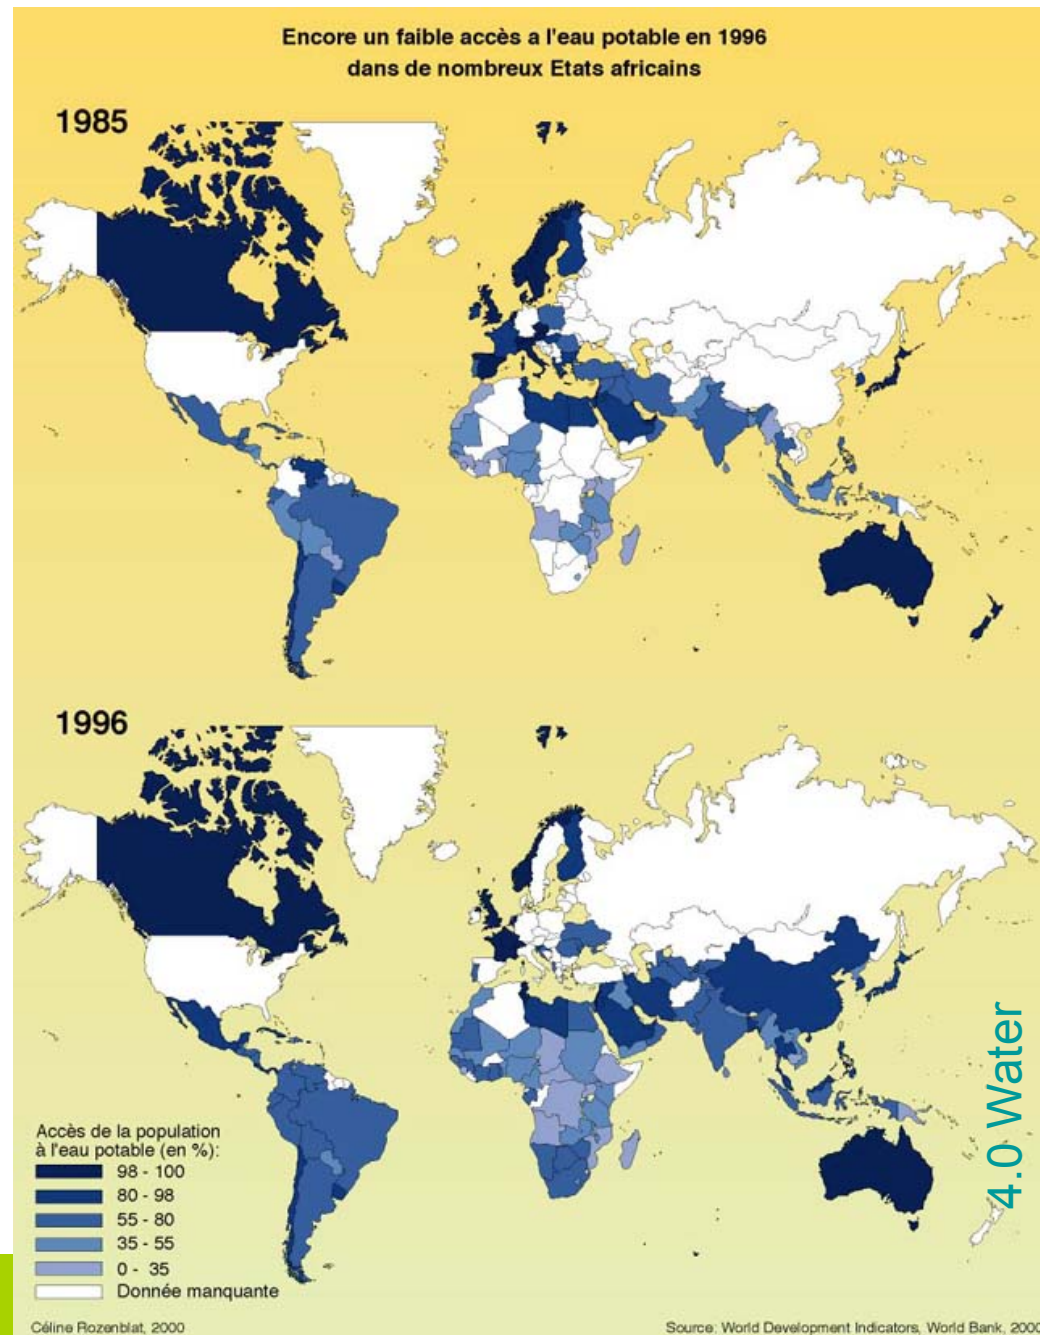 Encore un faible accès a l'eau potable en 1996
dans de nombreux Etats africains
1985
1996
Accès de la population
à l'eau potable (en %):
98 - 100
80 - 98
55 - 80
35 - 55
0 - 35
Donnée manquante
Céline Rozenblat, 2000
Source: World Development Indicators, World Bank, 2000
4.0 Water